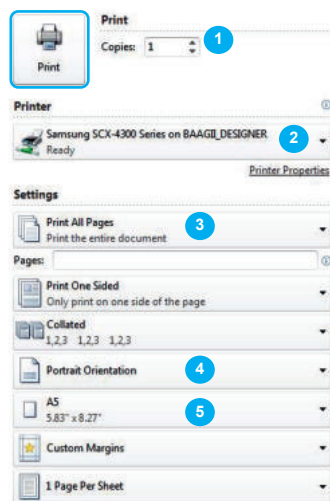 Print
Copies: 1
1
Print
Printer
Samsung SCX-4300 Series on BAAGII_DESIGNER
Ready
2
Printer Properties
Settings
Print All Pages
Print the entire document
3
Pages:
Print One Sided
Only print on one side of the page
Collated
1,2,3 1,2,3 1,2,3
Portrait Orientation
4
A5
5.83" x 8.27"
5
Custom Margins
1 Page Per Sheet